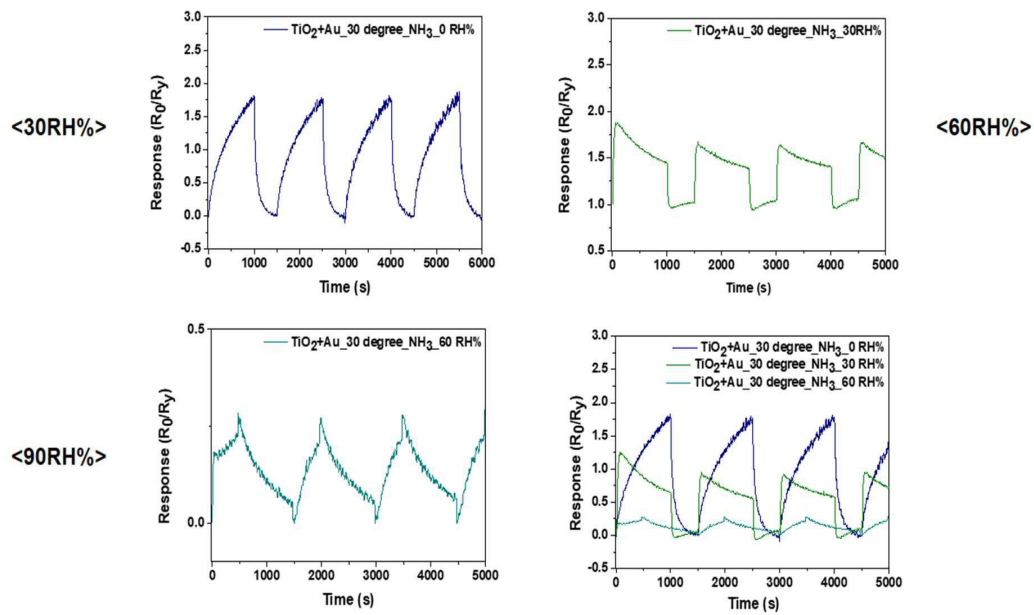 <30RH%>
TiO2+Au_30 degree_NH3_0 RH%
Response (R0/Ry)
3.0
2.5
2.0
1.5
1.0
0.5
0.0
-0.5
0 1000 2000 3000 4000 5000 6000
Time (s)
TiO2+Au_30 degree_NH3_30RH%
Response (R0/Ry)
3.0
2.5
2.0
1.5
1.0
0.5
0 1000 2000 3000 4000 5000
Time (s)
<60RH%>
<90RH%>
TiO2+Au_30 degree_NH3_60 RH%
Response (R0/Ry)
0.5
0.0
0 1000 2000 3000 4000 5000
Time (s)
TiO2+Au_30 degree_NH3_0 RH%
TiO2+Au_30 degree_NH3_30 RH%
TiO2+Au_30 degree_NH3_60 RH%
Response (R0/Ry)
3.0
2.5
2.0
1.5
1.0
0.5
0.0
-0.5
0 1000 2000 3000 4000 5000
Time (s)